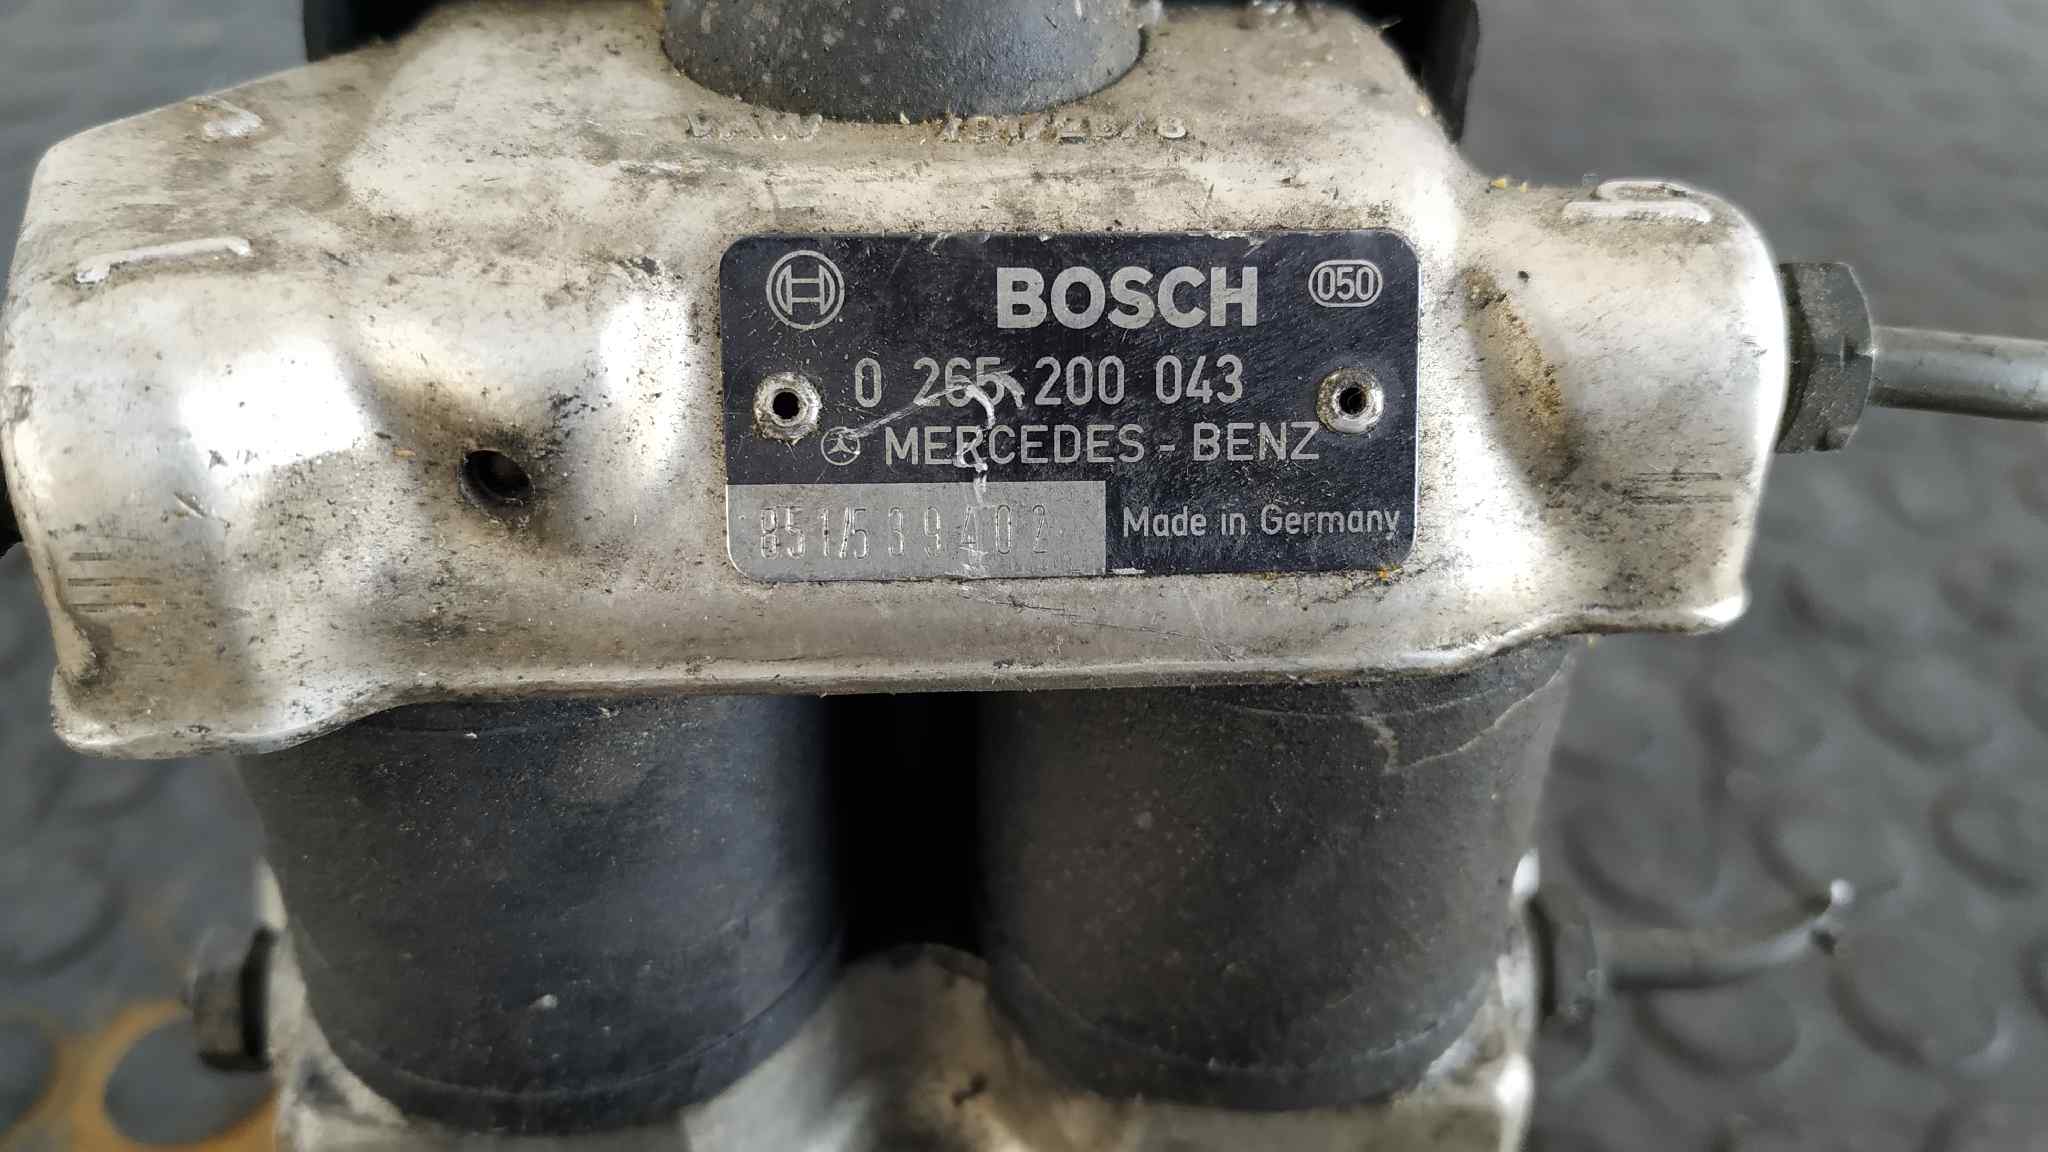 BOSCH 050
0 265 200 043
MERCEDES - BENZ
851/539402 Made in Germany